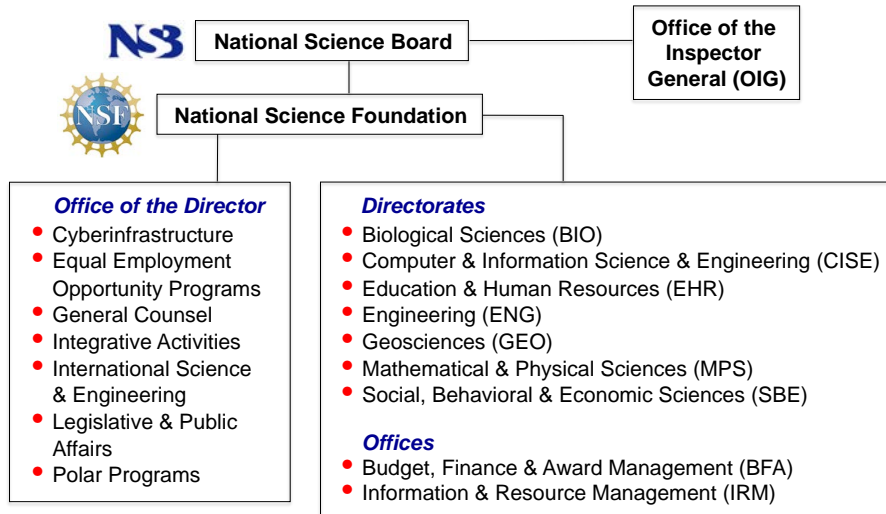 NSB
National Science Board
Office of the
Inspector
General (OIG)
NSF
National Science Foundation
Office of the Director
• Cyberinfrastructure
• Equal Employment
Opportunity Programs
• General Counsel
• Integrative Activities
• International Science
& Engineering
• Legislative & Public
Affairs
• Polar Programs
Directorates
• Biological Sciences (BIO)
• Computer & Information Science & Engineering (CISE)
• Education & Human Resources (EHR)
• Engineering (ENG)
• Geosciences (GEO)
• Mathematical & Physical Sciences (MPS)
• Social, Behavioral & Economic Sciences (SBE)
Offices
• Budget, Finance & Award Management (BFA)
• Information & Resource Management (IRM)